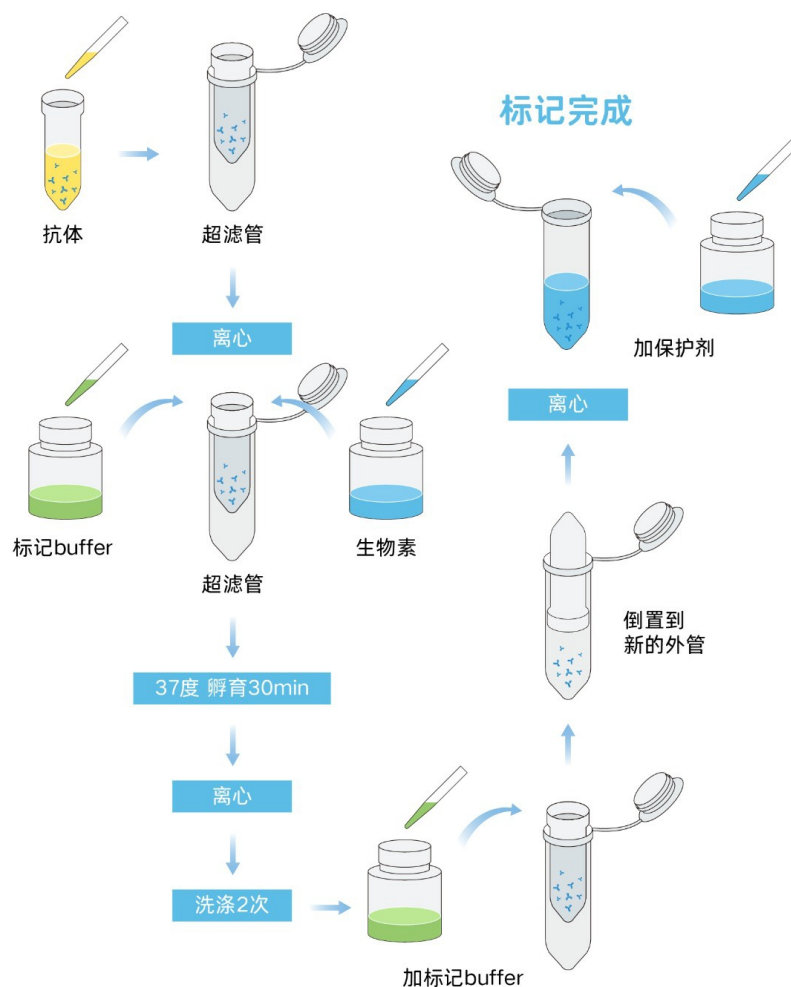 抗体
超滤管
离心
标记buffer
生物素
超滤管
37度 孵育30min
离心
洗涤2次
加标记buffer
倒置到
新的外管
离心
加保护剂
标记完成